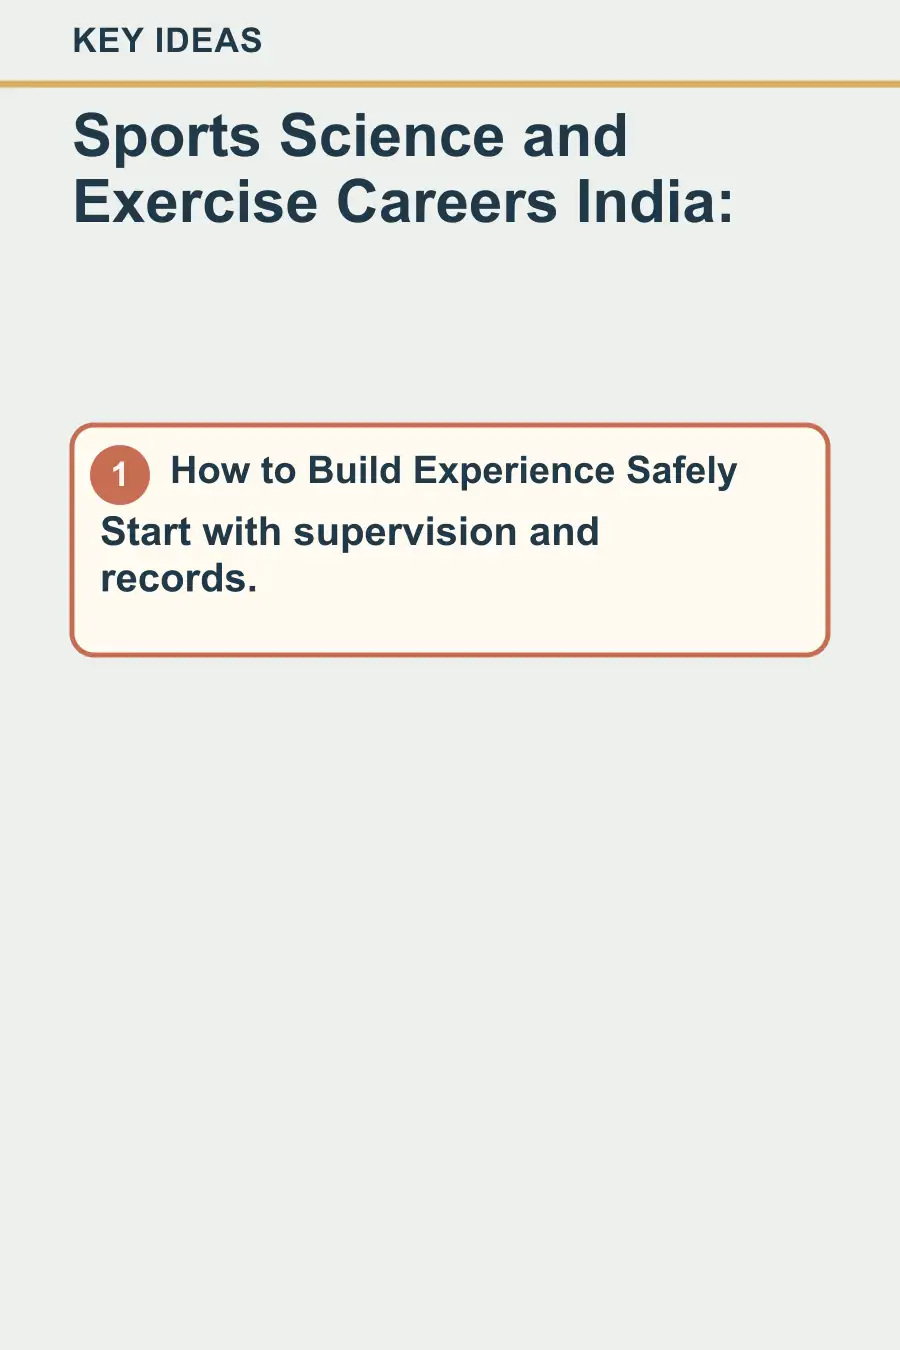 KEY IDEAS
Sports Science and
Exercise Careers India:
1 How to Build Experience Safely
Start with supervision and
records.